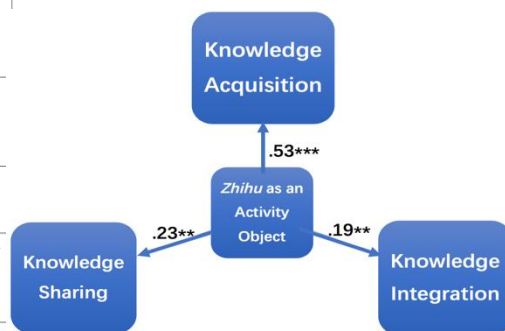 Knowledge
Acquisition
.53***
Zhihu as an
Activity
Object
.23**
.19**
Knowledge
Sharing
Knowledge
Integration